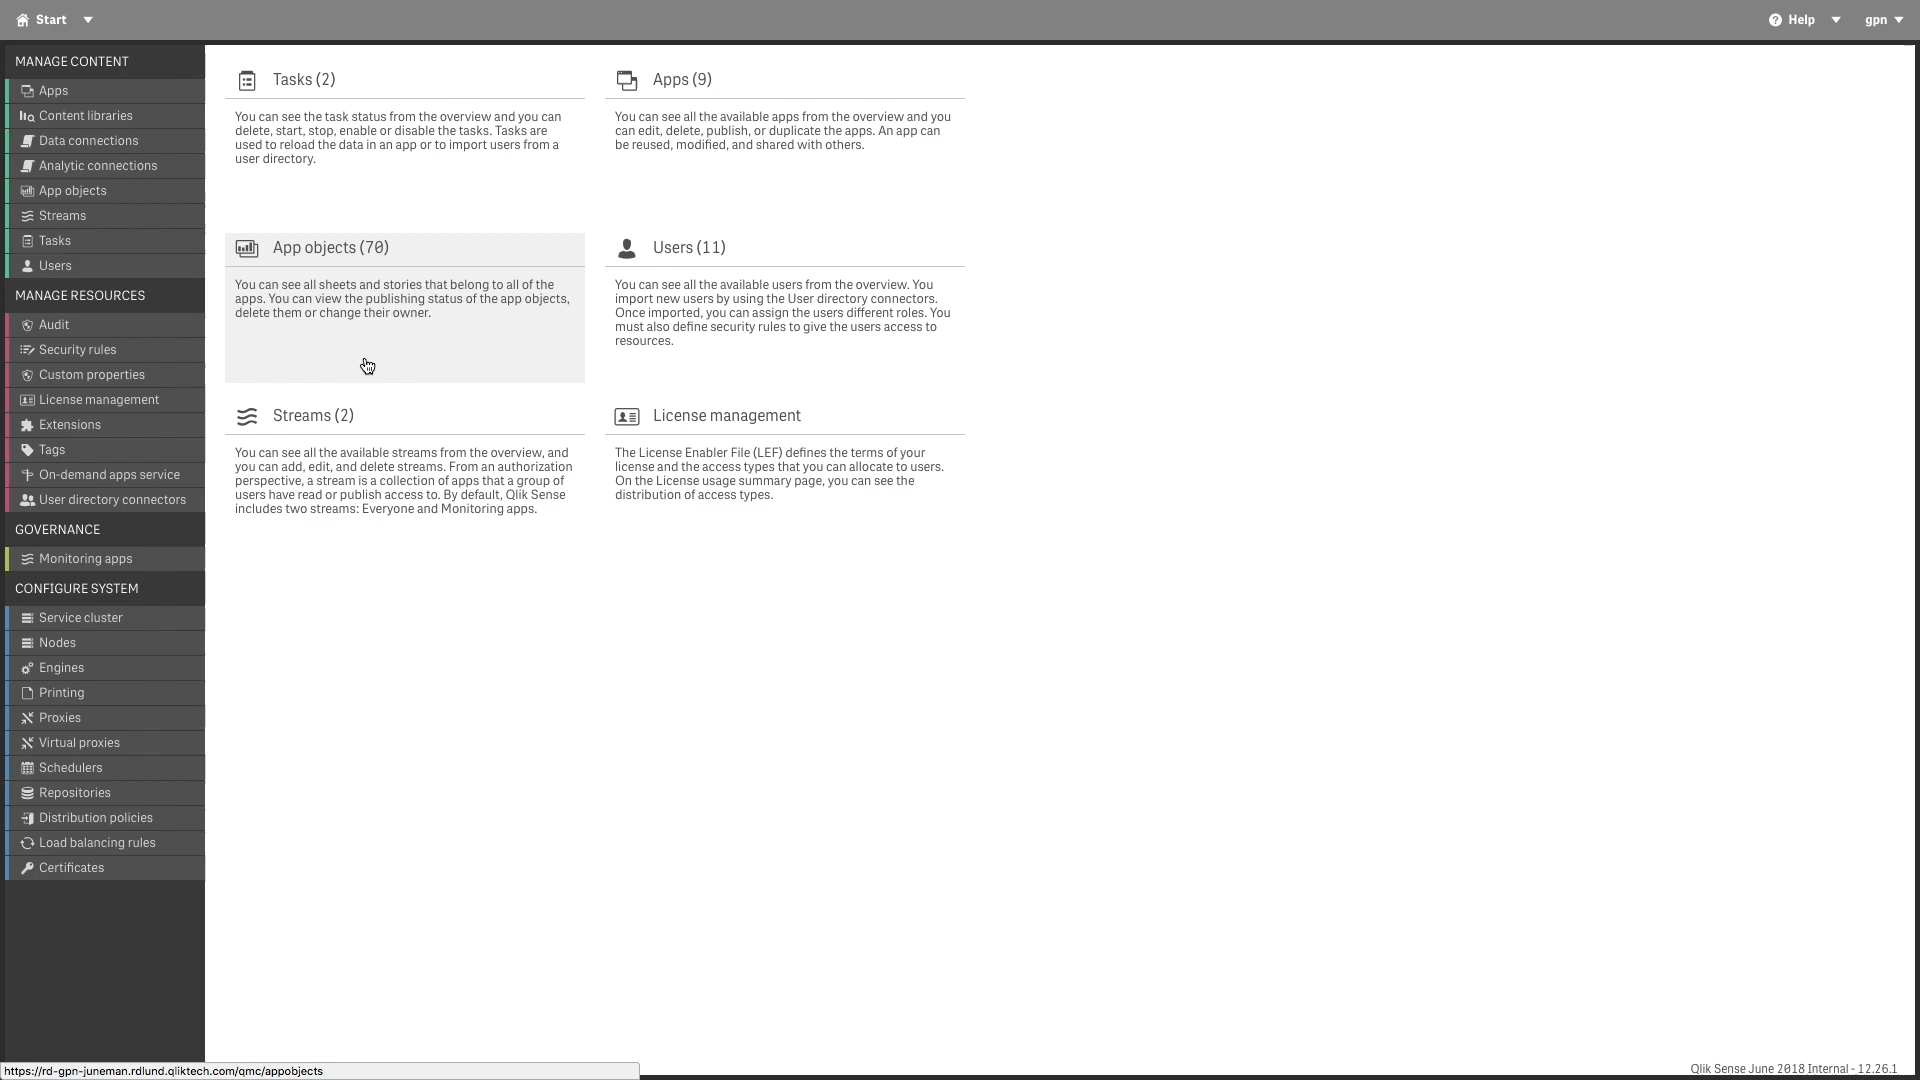 Start
Help
gpn
MANAGE CONTENT
Apps
Content libraries
Data connections
Analytic connections
App objects
Streams
Tasks
Users
MANAGE RESOURCES
Audit
Security rules
Custom properties
License management
Extensions
Tags
On-demand apps service
User directory connectors
GOVERNANCE
Monitoring apps
CONFIGURE SYSTEM
Service cluster
Nodes
Engines
Printing
Proxies
Virtual proxies
Schedulers
Repositories
Distribution policies
Load balancing rules
Certificates
Tasks (2)
You can see the task status from the overview and you can
delete, start, stop, enable or disable the tasks. Tasks are
used to reload the data in an app or to import users from a
user directory.
Apps (9)
You can see all the available apps from the overview and you
can edit, delete, publish, or duplicate the apps. An app can
be reused, modified, and shared with others.
App objects (70)
You can see all sheets and stories that belong to all of the
apps. You can view the publishing status of the app objects,
delete them or change their owner.
Users (11)
You can see all the available users from the overview. You
import new users by using the User directory connectors.
Once imported, you can assign the users different roles. You
must also define security rules to give the users access to
resources.
Streams (2)
You can see all the available streams from the overview, and
you can add, edit, and delete streams. From an authorization
perspective, a stream is a collection of apps that a group of
users have read or publish access to. By default, Qlik Sense
includes two streams: Everyone and Monitoring apps.
License management
The License Enabler File (LEF) defines the terms of your
license and the access types that you can allocate to users.
On the License usage summary page, you can see the
distribution of access types.
https://rd-gpn-juneman.rdlund.qliktech.com/qmc/appobjects
Qlik Sense June 2018 Internal - 12.26.1